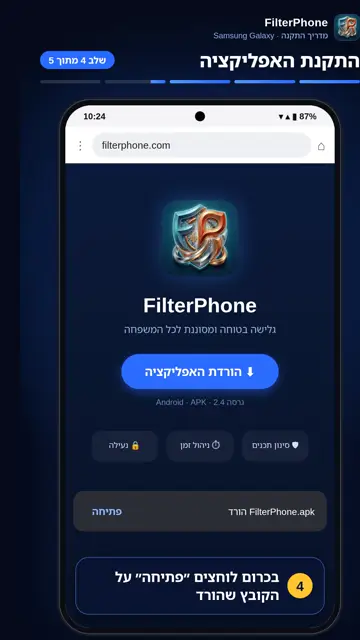 FilterPhone
מדריך התקנה · Samsung Galaxy
התקנת האפליקציה
שלב 4 מתוך 5
10:24
87%
filterphone.com
FilterPhone
גלישה בטוחה ומסוננת לכל המשפחה
הורדת האפליקציה
גרסה 2.4 · Android · APK
סינון תכנים
ניהול זמן
נעילה
FilterPhone.apk הורד
פתיחה
4
בכרום לוחצים ״פתיחה״ על
הקובץ שהורד